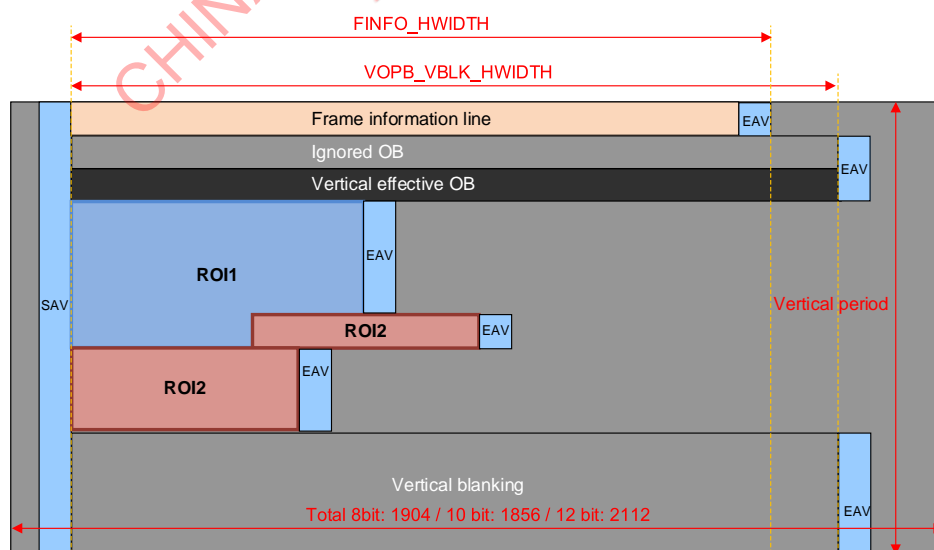 FINFO_HWIDTH
CHINA
VOPB_VBLK_HWIDTH
Frame information line
EAV
Ignored OB
EAV
Vertical effective OB
EAV
ROI1
SAV
Vertical period
ROI2
EAV
EAV
ROI2
Vertical blanking
Total 8bit: 1904 / 10 bit: 1856 / 12 bit: 2112
EAV